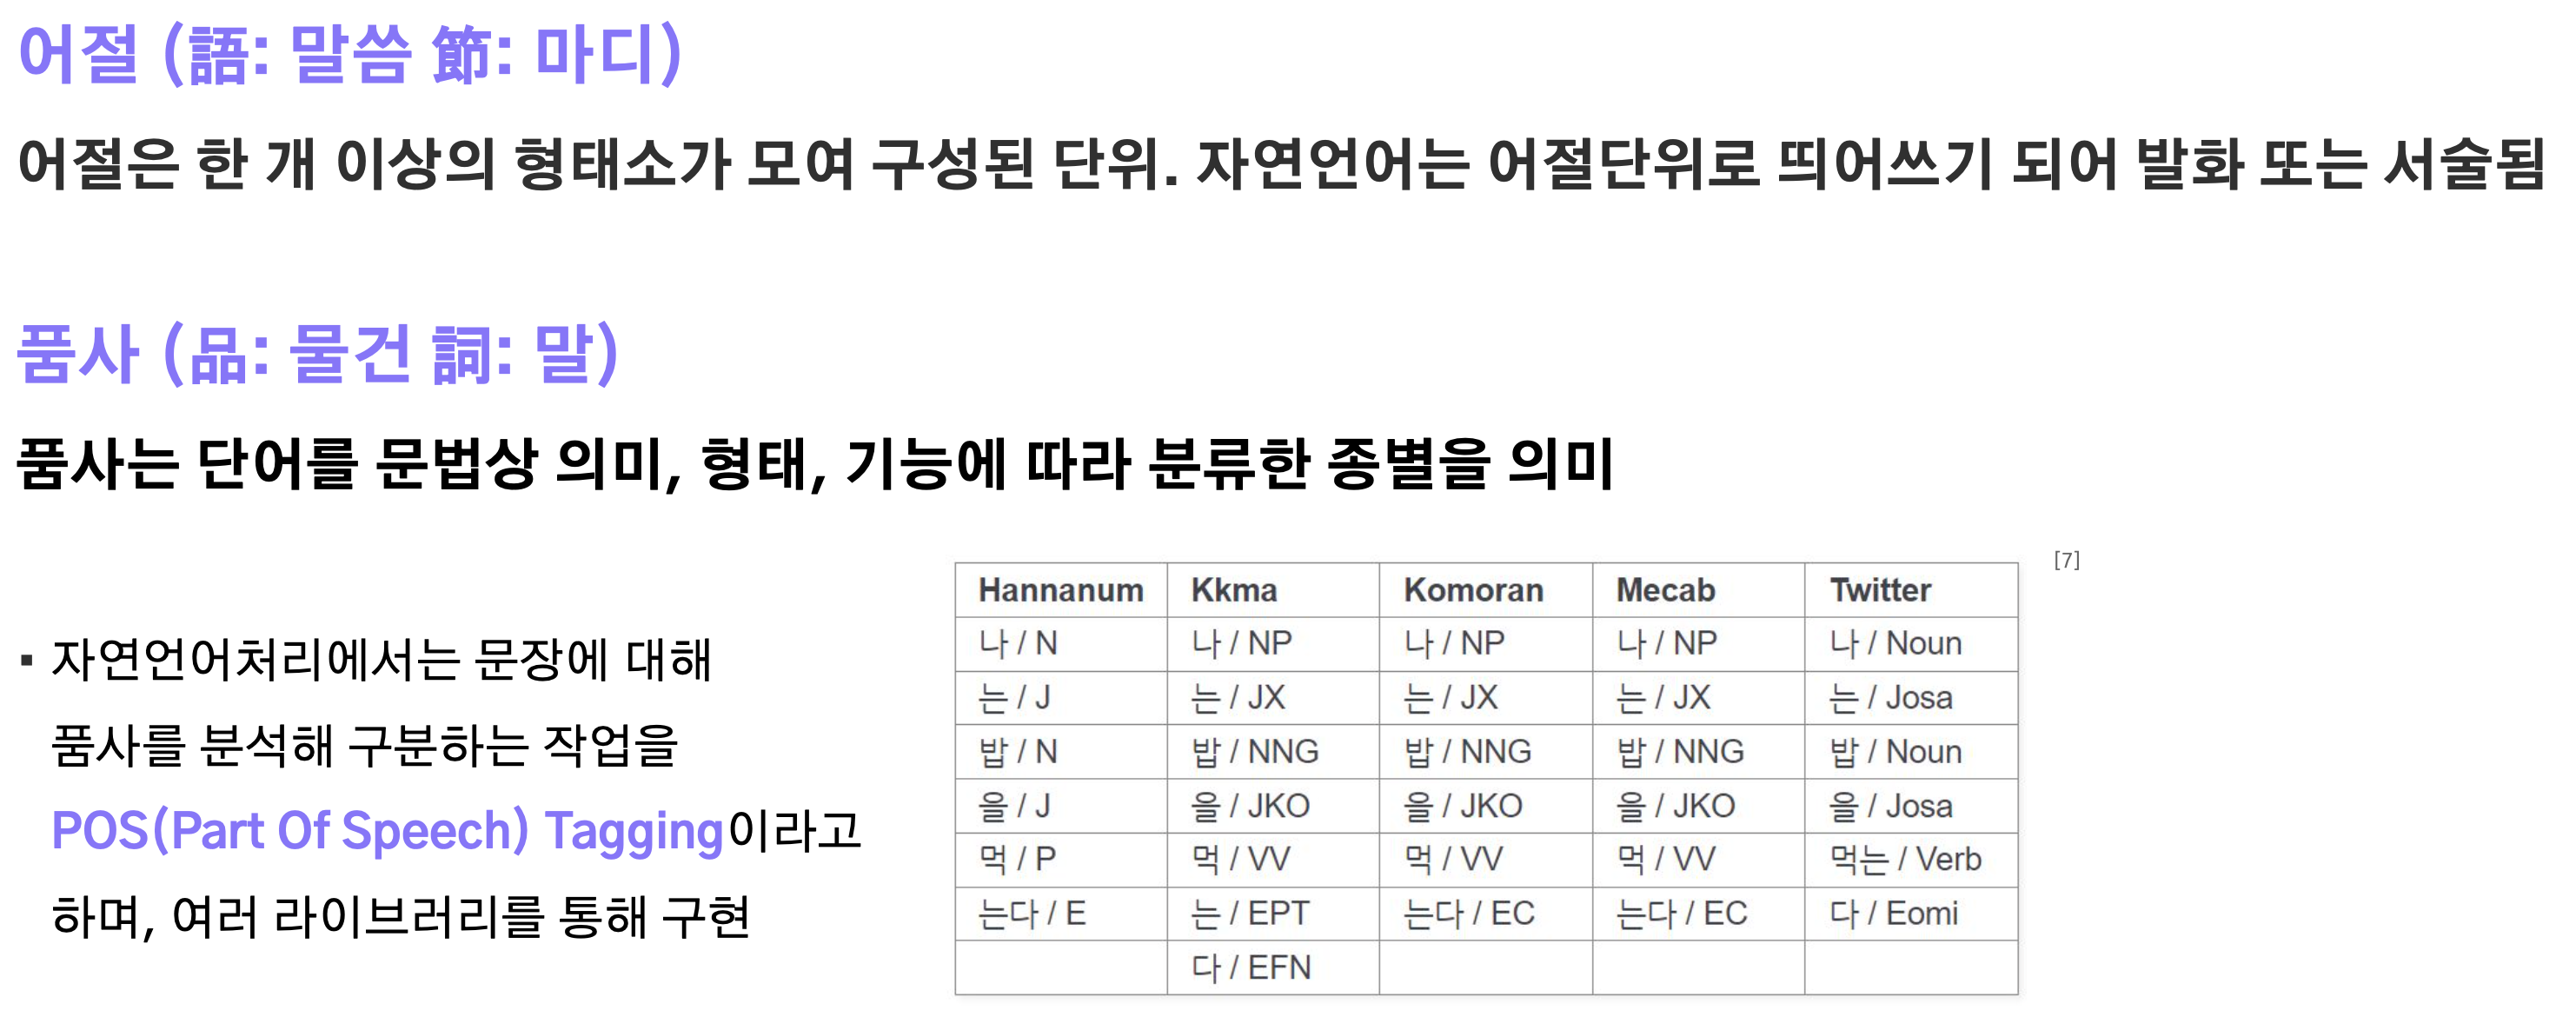 어절 (語: 말씀 節: 마디)
어절은 한 개 이상의 형태소가 모여 구성된 단위. 자연언어는 어절단위로 띄어쓰기 되어 발화 또는 서술됨
품사 (品: 물건 詞: 말)
품사는 단어를 문법상 의미, 형태, 기능에 따라 분류한 종별을 의미
▪ 자연언어처리에서는 문장에 대해
품사를 분석해 구분하는 작업을
POS(Part Of Speech) Tagging이라고
하며, 여러 라이브러리를 통해 구현
[7]
Hannanum Kkma Komoran Mecab Twitter
나 / N 나 / NP 나 / NP 나 / NP 나 / Noun
는 / J 는 / JX 는 / JX 는 / JX 는 / Josa
밥 / N 밥 / NNG 밥 / NNG 밥 / NNG 밥 / Noun
을 / J 을 / JKO 을 / JKO 을 / JKO 을 / Josa
먹 / P 먹 / VV 먹 / VV 먹 / VV 먹는 / Verb
는다 / E 는 / EPT 는다 / EC 는다 / EC 다 / Eomi
다 / EFN